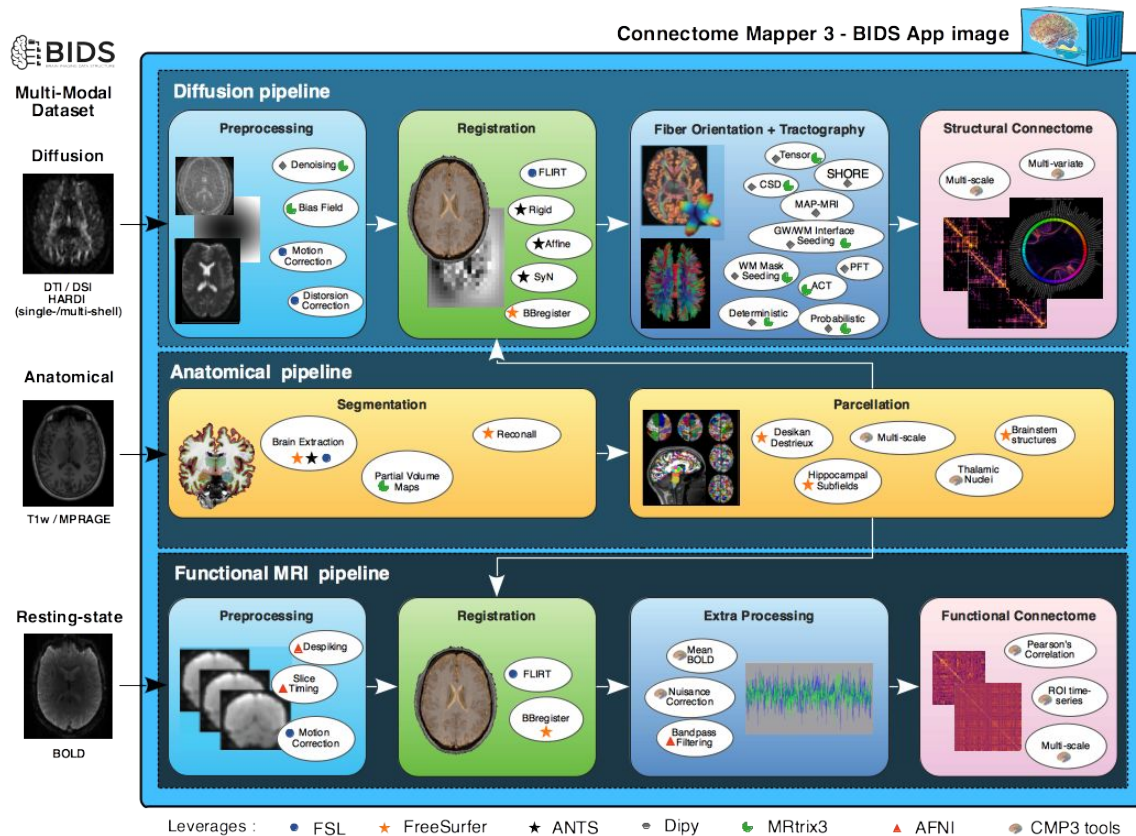 Connectome Mapper 3 - BIDS App image
BIDS
BRAIN IMAGING DATA STRUCTURE
Multi-Modal
Dataset
Diffusion
DTI / DSI
HARDI
(single-/multi-shell)
Anatomical
T1w / MPRAGE
Resting-state
BOLD
Diffusion pipeline
Preprocessing
Denoising
Bias Field
Motion
Correction
Distorsion
Correction
Registration
FLIRT
Rigid
Affine
SyN
BBregister
Fiber Orientation + Tractography
Tensor
SHORE
CSD
MAP-MRI
GW/WM Interface
Seeding
WM Mask
Seeding
PFT
ACT
Deterministic
Probabilistic
Structural Connectome
Multi-scale
Multi-variate
Anatomical pipeline
Segmentation
Brain Extraction
Reconall
Partial Volume
Maps
Parcellation
Desikan
Destrieux
Multi-scale
Brainstem
structures
Hippocampal
Subfields
Thalamic
Nuclei
Functional MRI pipeline
Preprocessing
Despiking
Slice
Timing
Motion
Correction
Registration
FLIRT
BBregister
Extra Processing
Mean
BOLD
Nuisance
Correction
Bandpass
Filtering
Functional Connectome
Pearson's
Correlation
ROI time-
series
Multi-scale
Leverages : FSL FreeSurfer ANTS Dipy MRtrix3 AFNI CMP3 tools